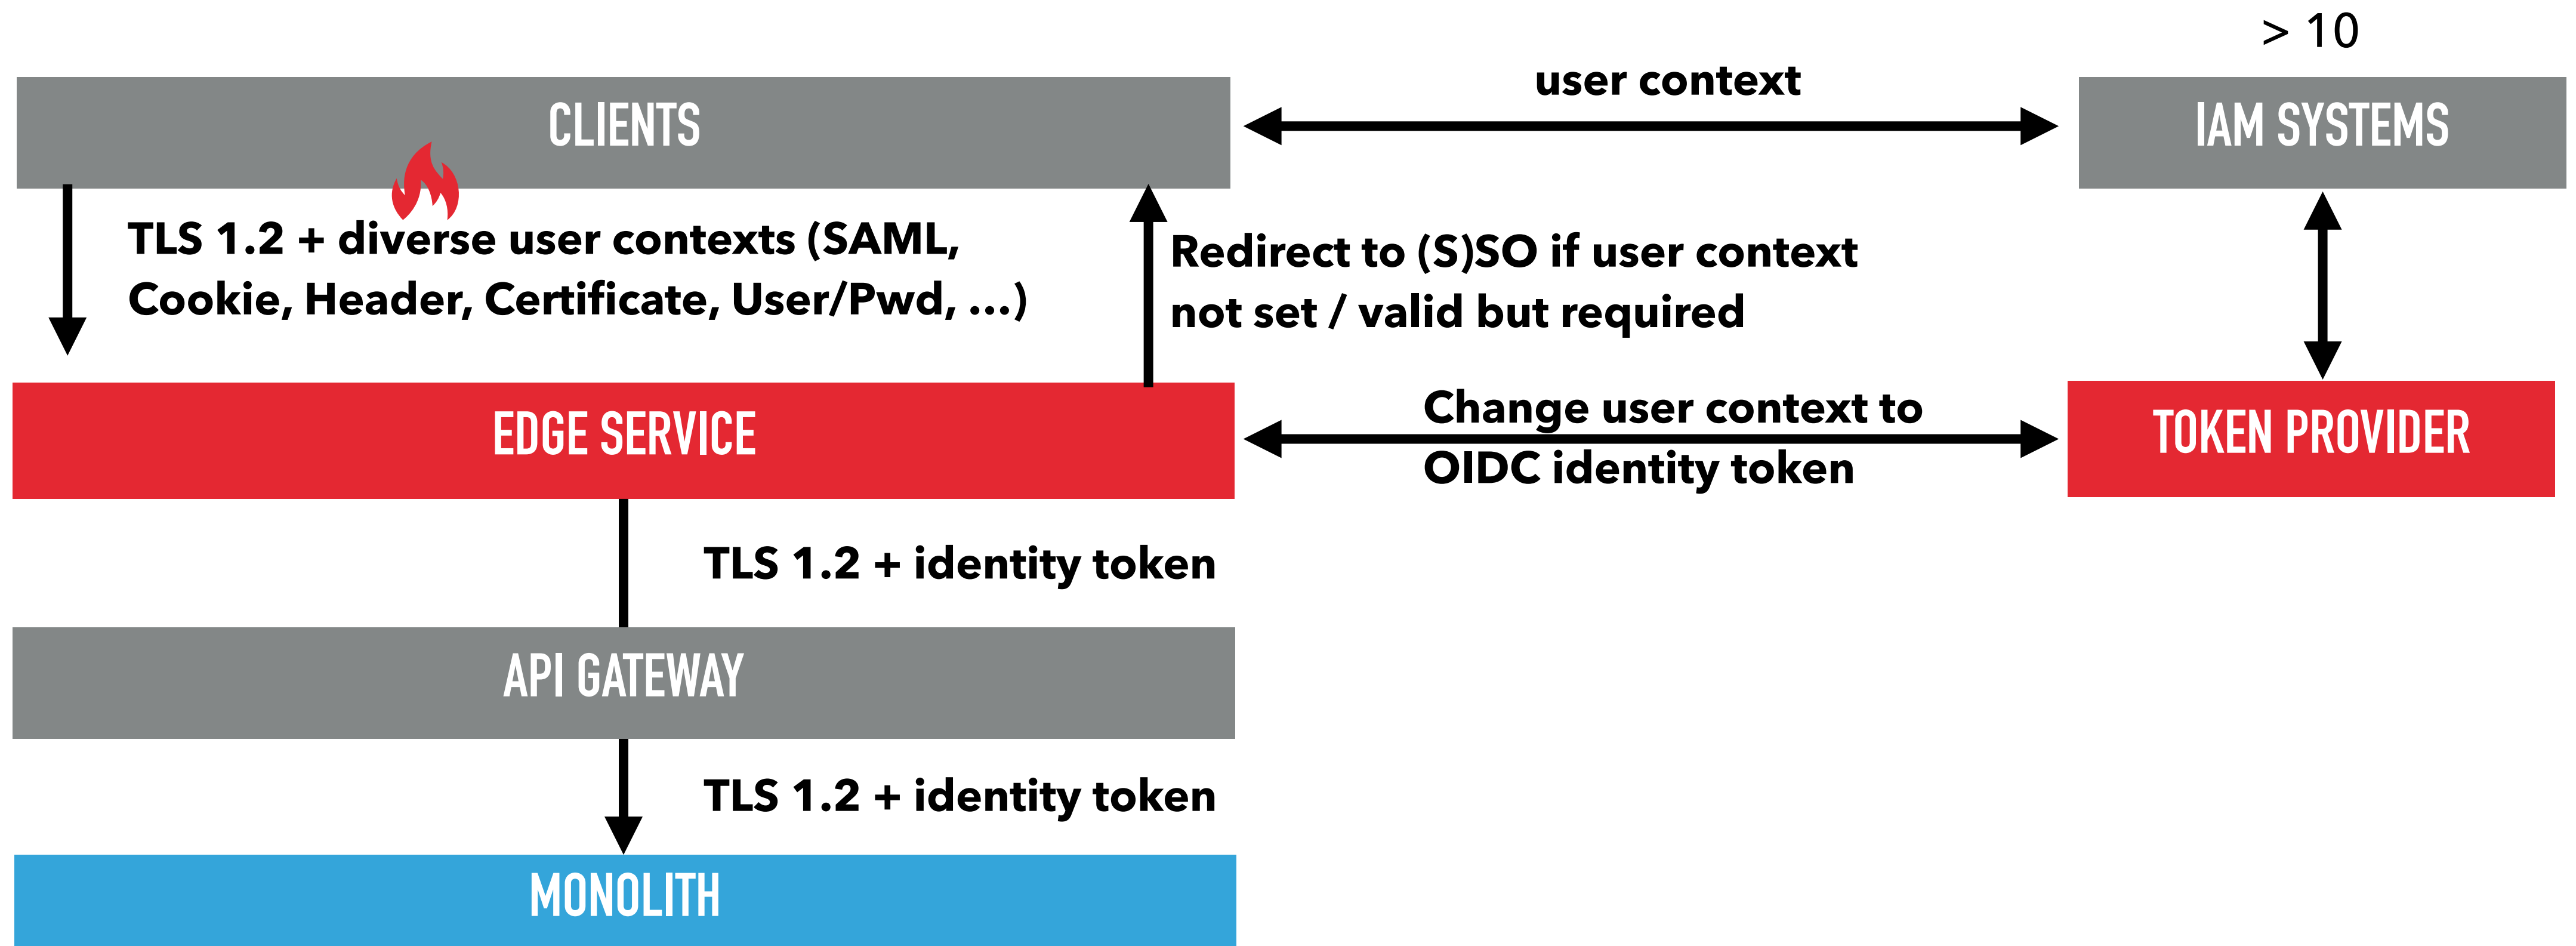 > 10
CLIENTS
user context
IAM SYSTEMS
TLS 1.2 + diverse user contexts (SAML,
Cookie, Header, Certificate, User/Pwd, …)
Redirect to (S)SO if user context
not set / valid but required
EDGE SERVICE
Change user context to
OIDC identity token
TOKEN PROVIDER
TLS 1.2 + identity token
API GATEWAY
TLS 1.2 + identity token
MONOLITH